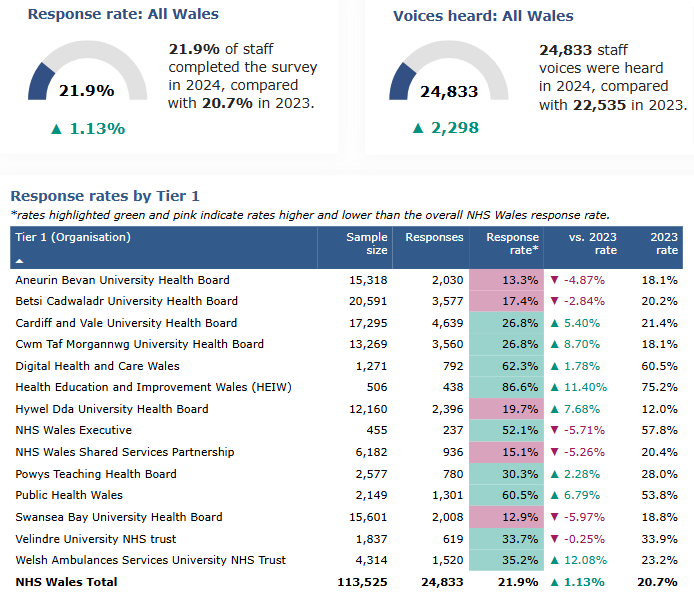 Response rate: All Wales
21.9%
▲ 1.13%
21.9% of staff
completed the survey
in 2024, compared
with 20.7% in 2023.
Voices heard: All Wales
24,833
▲ 2,298
24,833 staff
voices were heard
in 2024, compared
with 22,535 in 2023.
Response rates by Tier 1
*rates highlighted green and pink indicate rates higher and lower than the overall NHS Wales response rate.
Tier 1 (Organisation) Sample size Responses Response rate* vs. 2023 rate 2023 rate
Aneurin Bevan University Health Board 15,318 2,030 13.3% ▼ -4.87% 18.1%
Betsi Cadwaladr University Health Board 20,591 3,577 17.4% ▼ -2.84% 20.2%
Cardiff and Vale University Health Board 17,295 4,639 26.8% ▲ 5.40% 21.4%
Cwm Taf Morgannwg University Health Board 13,269 3,560 26.8% ▲ 8.70% 18.1%
Digital Health and Care Wales 1,271 792 62.3% ▲ 1.78% 60.5%
Health Education and Improvement Wales (HEIW) 506 438 86.6% ▲ 11.40% 75.2%
Hywel Dda University Health Board 12,160 2,396 19.7% ▲ 7.68% 12.0%
NHS Wales Executive 455 237 52.1% ▼ -5.71% 57.8%
NHS Wales Shared Services Partnership 6,182 936 15.1% ▼ -5.26% 20.4%
Powys Teaching Health Board 2,577 780 30.3% ▲ 2.28% 28.0%
Public Health Wales 2,149 1,301 60.5% ▲ 6.79% 53.8%
Swansea Bay University Health Board 15,601 2,008 12.9% ▼ -5.97% 18.8%
Velindre University NHS trust 1,837 619 33.7% ▼ -0.25% 33.9%
Welsh Ambulances Services University NHS Trust 4,314 1,520 35.2% ▲ 12.08% 23.2%
NHS Wales Total 113,525 24,833 21.9% ▲ 1.13% 20.7%